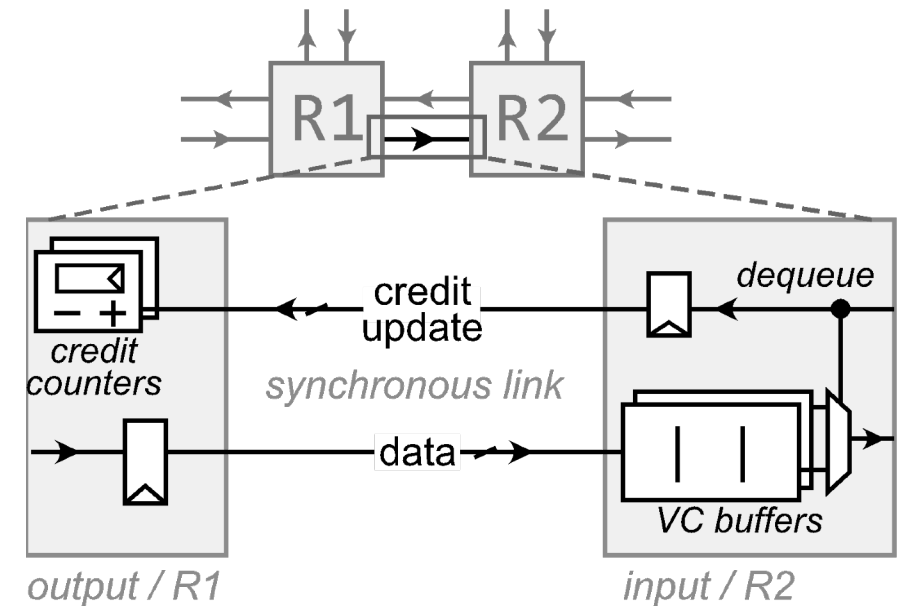 R1
R2
dequeue
credit
update
− +
credit
counters
synchronous link
data
VC buffers
output / R1
input / R2